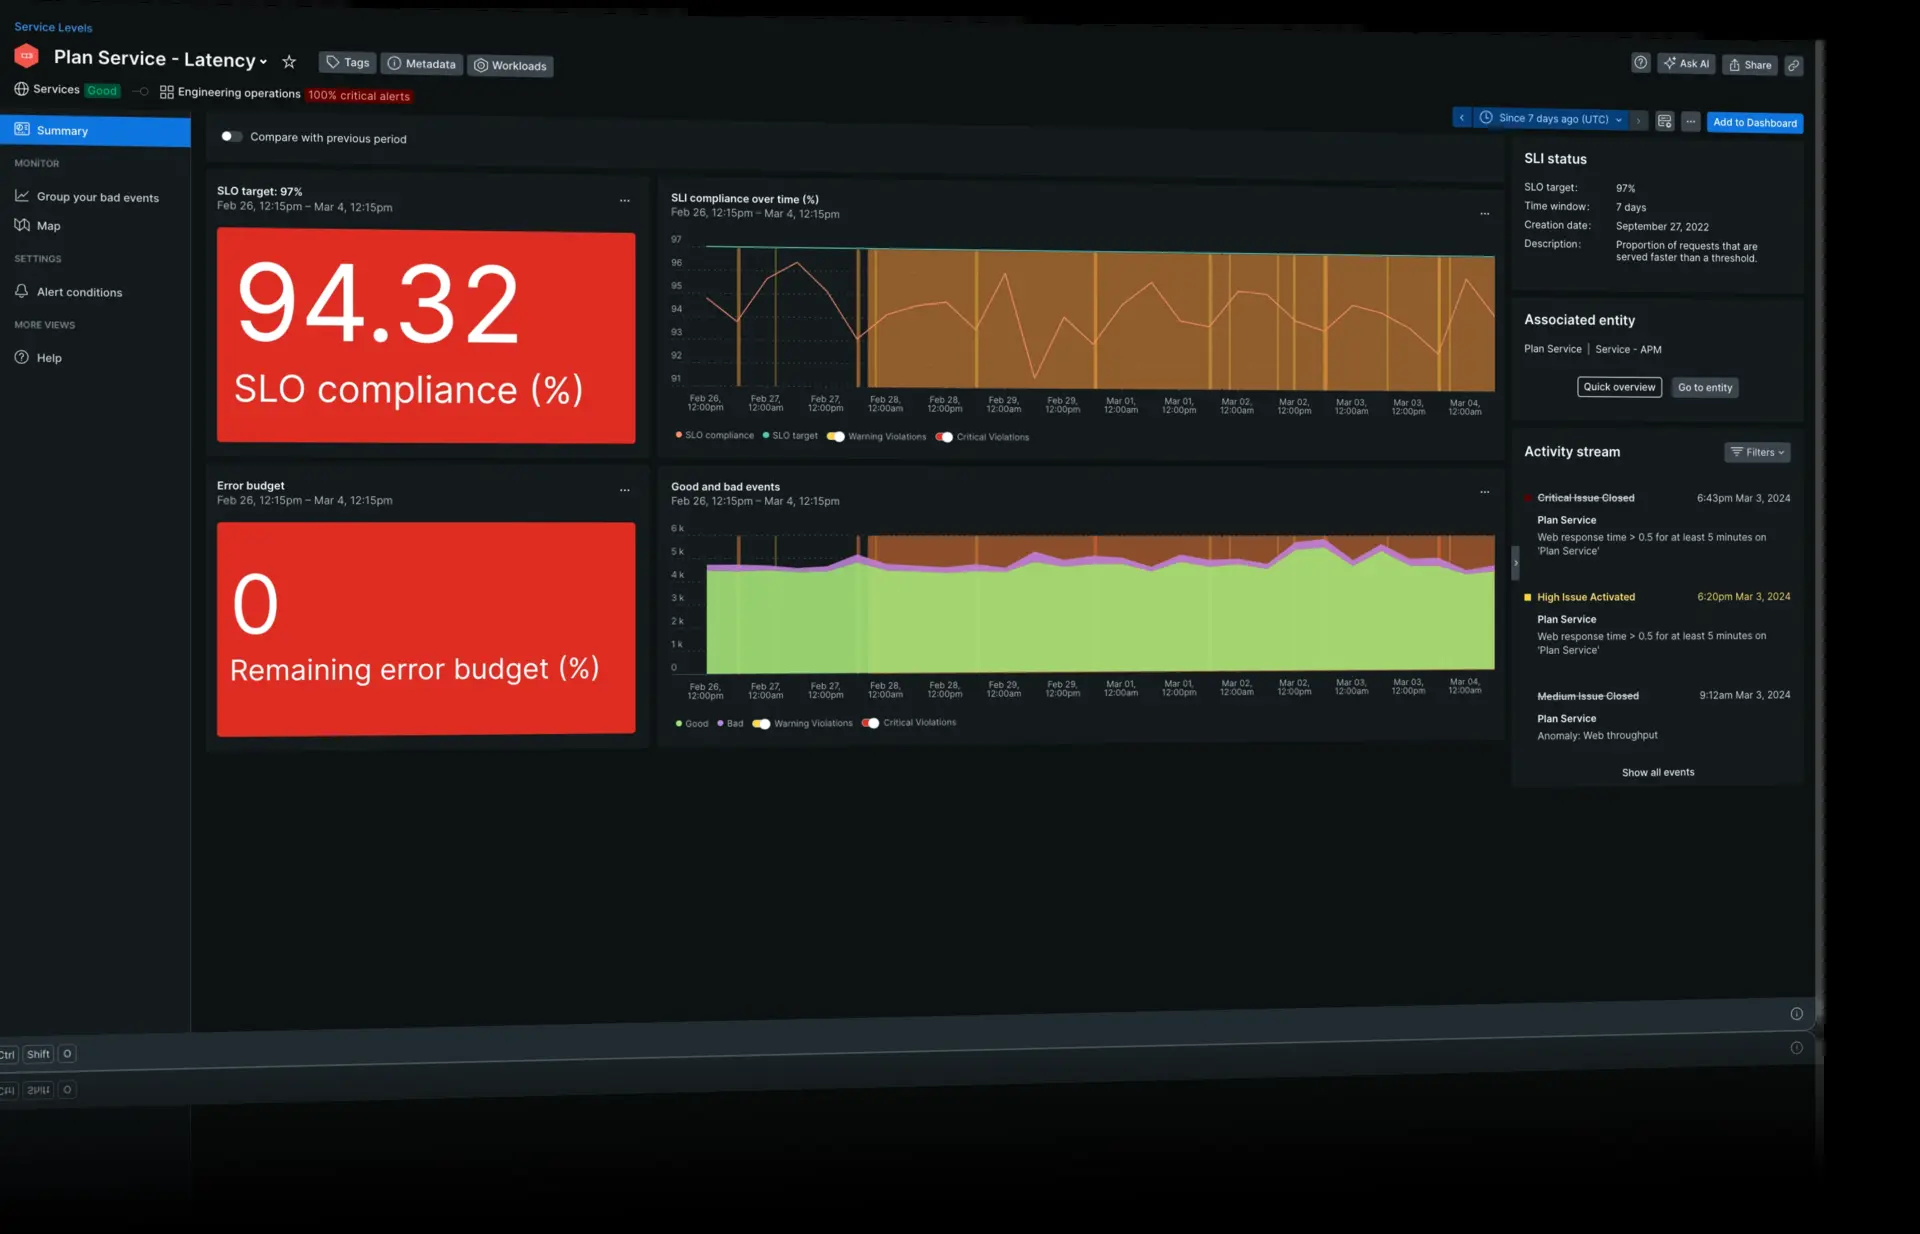 Service Levels
Plan Service - Latency
Tags
Metadata
Workloads
Ask AI
Share
Services
Good
Engineering operations
100% critical alerts
Summary
MONITOR
Group your bad events
Map
SETTINGS
Alert conditions
MORE VIEWS
Help
Compare with previous period
Since 7 days ago (UTC)
Add to Dashboard
SLO target: 97%
Feb 26, 12:15pm – Mar 4, 12:15pm
94.32
SLO compliance (%)
SLI compliance over time (%)
Feb 26, 12:15pm – Mar 4, 12:15pm
97
96
95
94
93
92
91
Feb 26, 12:00pm
Feb 27, 12:00am
Feb 27, 12:00pm
Feb 28, 12:00am
Feb 28, 12:00pm
Feb 29, 12:00am
Feb 29, 12:00pm
Mar 01, 12:00am
Mar 01, 12:00pm
Mar 02, 12:00am
Mar 02, 12:00pm
Mar 03, 12:00am
Mar 03, 12:00pm
Mar 04, 12:00am
SLO compliance
SLO target
Warning Violations
Critical Violations
Error budget
Feb 26, 12:15pm – Mar 4, 12:15pm
0
Remaining error budget (%)
Good and bad events
Feb 26, 12:15pm – Mar 4, 12:15pm
6 k
5 k
4 k
3 k
2 k
1 k
0
Feb 26, 12:00pm
Feb 27, 12:00am
Feb 27, 12:00pm
Feb 28, 12:00am
Feb 28, 12:00pm
Feb 29, 12:00am
Feb 29, 12:00pm
Mar 01, 12:00am
Mar 01, 12:00pm
Mar 02, 12:00am
Mar 02, 12:00pm
Mar 03, 12:00am
Mar 03, 12:00pm
Mar 04, 12:00am
Good
Bad
Warning Violations
Critical Violations
SLI status
SLO target: 97%
Time window: 7 days
Creation date: September 27, 2022
Description: Proportion of requests that are
served faster than a threshold.
Associated entity
Plan Service | Service - APM
Quick overview
Go to entity
Activity stream
Filters
Critical Issue Closed 6:43pm Mar 3, 2024
Plan Service
Web response time > 0.5 for at least 5 minutes on
'Plan Service'
High Issue Activated 6:20pm Mar 3, 2024
Plan Service
Web response time > 0.5 for at least 5 minutes on
'Plan Service'
Medium Issue Closed 9:12am Mar 3, 2024
Plan Service
Anomaly: Web throughput
Show all events
Ctrl Shift O